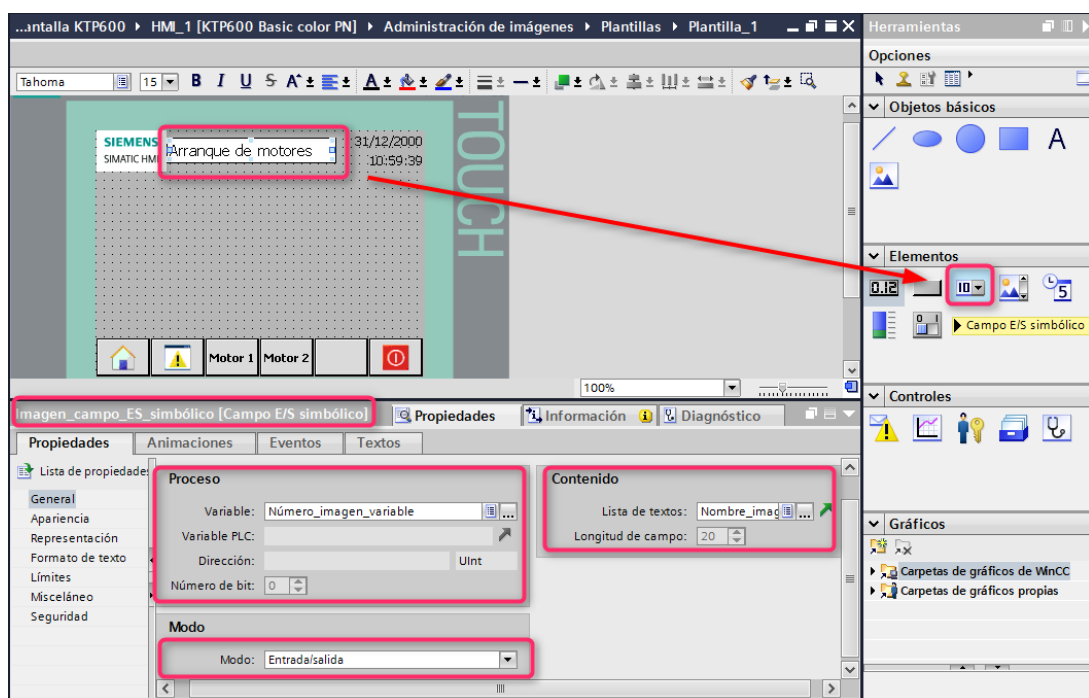 ...antalla KTP600 ▸ HMI_1 [KTP600 Basic color PN] ▸ Administración de imágenes ▸ Plantillas ▸ Plantilla_1
Herramientas
Opciones
Tahoma 15 B I U S A A
Objetos básicos
A
SIEMENS
SIMATIC HMI
Arranque de motores
31/12/2000
10:59:39
TOUCH
Elementos
0.12 10 5
0 1
Campo E/S simbólico
Motor 1 Motor 2
100%
Controles
Imagen_campo_ES_simbólico [Campo E/S simbólico]
Propiedades Información Diagnóstico
Propiedades Animaciones Eventos Textos
Lista de propiedades
General
Apariencia
Representación
Formato de texto
Límites
Misceláneo
Seguridad
Proceso
Variable: Número_imagen_variable ...
Variable PLC:
Dirección: UInt
Número de bit: 0
Modo
Modo: Entrada/salida
Contenido
Lista de textos: Nombre_imag ...
Longitud de campo: 20
Gráficos
Carpetas de gráficos de WinCC
Carpetas de gráficos propias